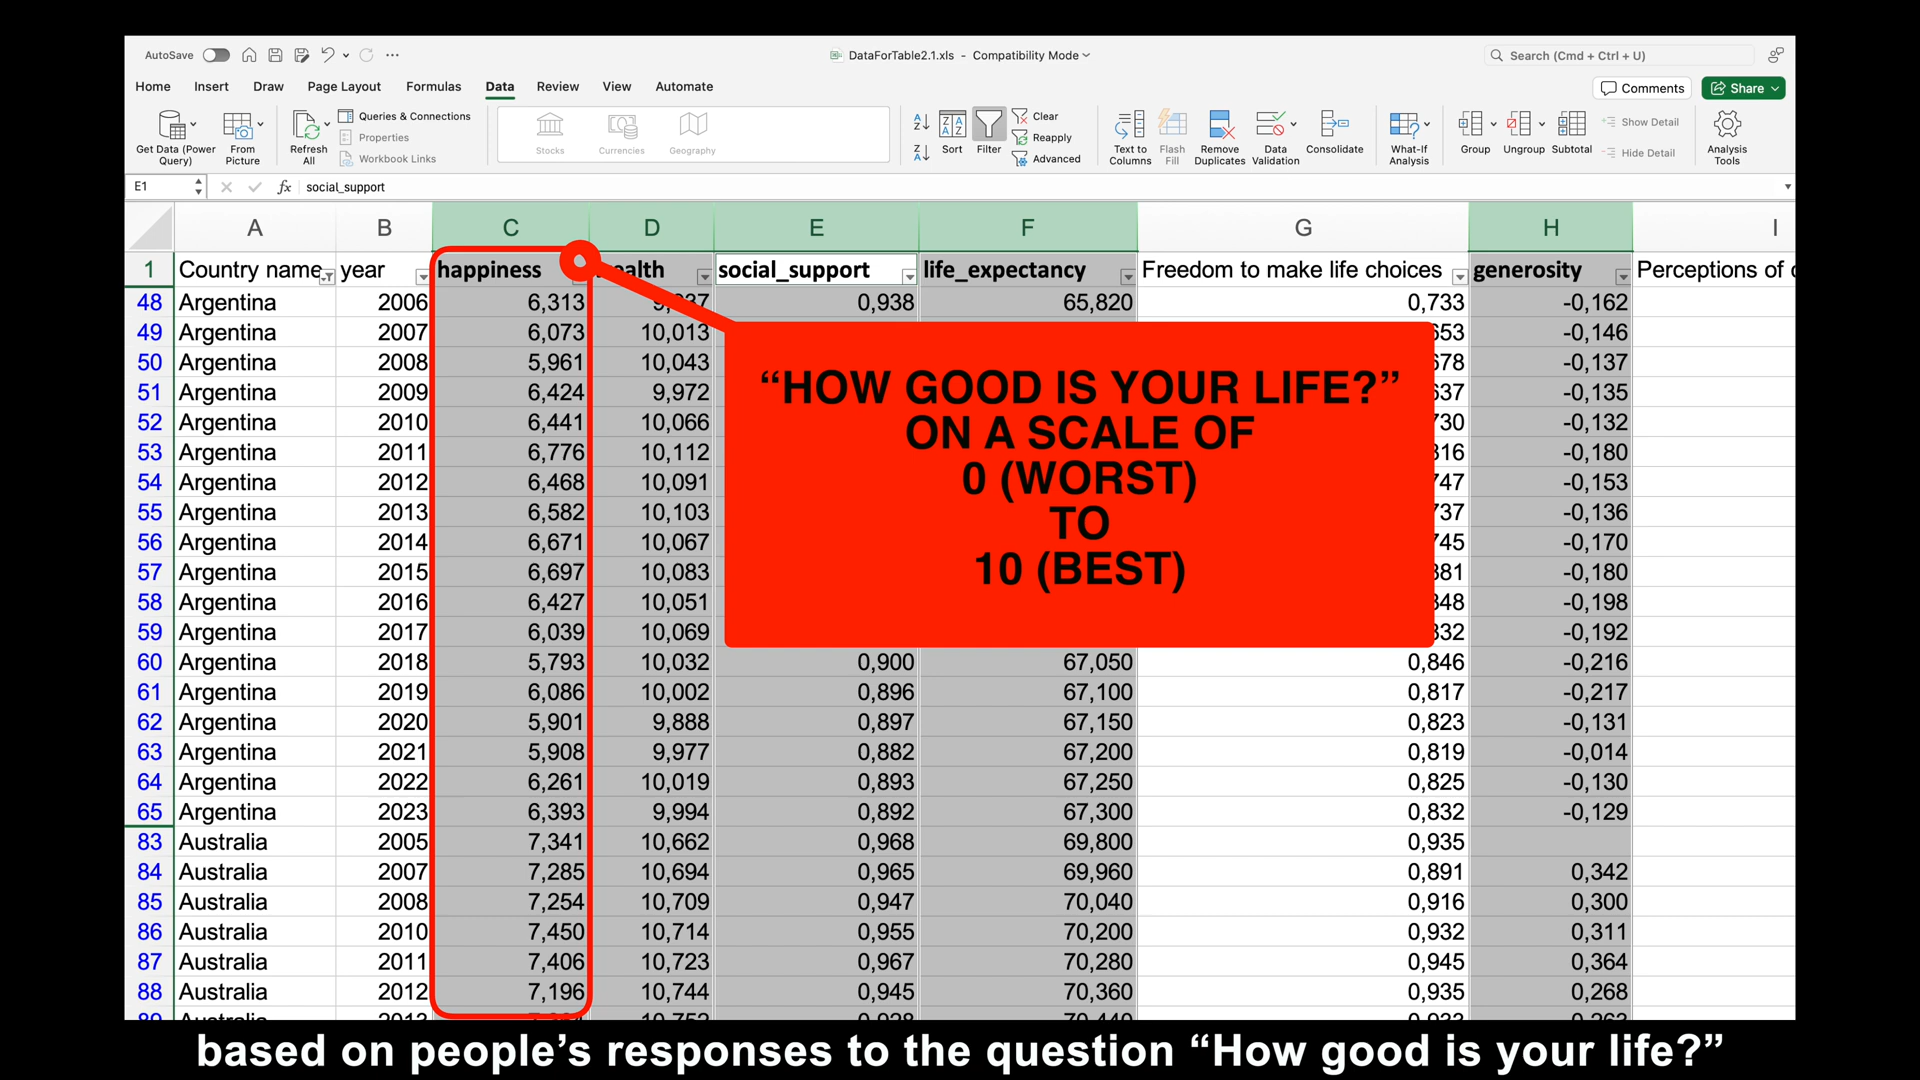 AutoSave
DataForTable2.1.xls - Compatibility Mode
Search (Cmd + Ctrl + U)
Home Insert Draw Page Layout Formulas Data Review View Automate
Comments Share
Get Data (Power Query)
From Picture
Refresh All
Queries & Connections
Properties
Workbook Links
Stocks Currencies Geography
Sort
Filter
Clear
Reapply
Advanced
Text to Columns
Flash Fill
Remove Duplicates
Data Validation
Consolidate
What-If Analysis
Group Ungroup Subtotal
Show Detail
Hide Detail
Analysis Tools
E1 fx social_support
A B C D E F G H I
1 Country name year happiness social_support life_expectancy Freedom to make life choices generosity Perceptions of
48 Argentina 2006 6,313 0,938 65,820 0,733 -0,162
49 Argentina 2007 6,073 10,013 -0,146
50 Argentina 2008 5,961 10,043 -0,137
51 Argentina 2009 6,424 9,972 -0,135
52 Argentina 2010 6,441 10,066 -0,132
53 Argentina 2011 6,776 10,112 -0,180
54 Argentina 2012 6,468 10,091 -0,153
55 Argentina 2013 6,582 10,103 -0,136
56 Argentina 2014 6,671 10,067 -0,170
57 Argentina 2015 6,697 10,083 -0,180
58 Argentina 2016 6,427 10,051 -0,198
59 Argentina 2017 6,039 10,069 -0,192
60 Argentina 2018 5,793 10,032 0,900 67,050 0,846 -0,216
61 Argentina 2019 6,086 10,002 0,896 67,100 0,817 -0,217
62 Argentina 2020 5,901 9,888 0,897 67,150 0,823 -0,131
63 Argentina 2021 5,908 9,977 0,882 67,200 0,819 -0,014
64 Argentina 2022 6,261 10,019 0,893 67,250 0,825 -0,130
65 Argentina 2023 6,393 9,994 0,892 67,300 0,832 -0,129
83 Australia 2005 7,341 10,662 0,968 69,800 0,935
84 Australia 2007 7,285 10,694 0,965 69,960 0,891 0,342
85 Australia 2008 7,254 10,709 0,947 70,040 0,916 0,300
86 Australia 2010 7,450 10,714 0,955 70,200 0,932 0,311
87 Australia 2011 7,406 10,723 0,967 70,280 0,945 0,364
88 Australia 2012 7,196 10,744 0,945 70,360 0,935 0,268
“HOW GOOD IS YOUR LIFE?”
ON A SCALE OF
0 (WORST)
TO
10 (BEST)
based on people’s responses to the question “How good is your life?”